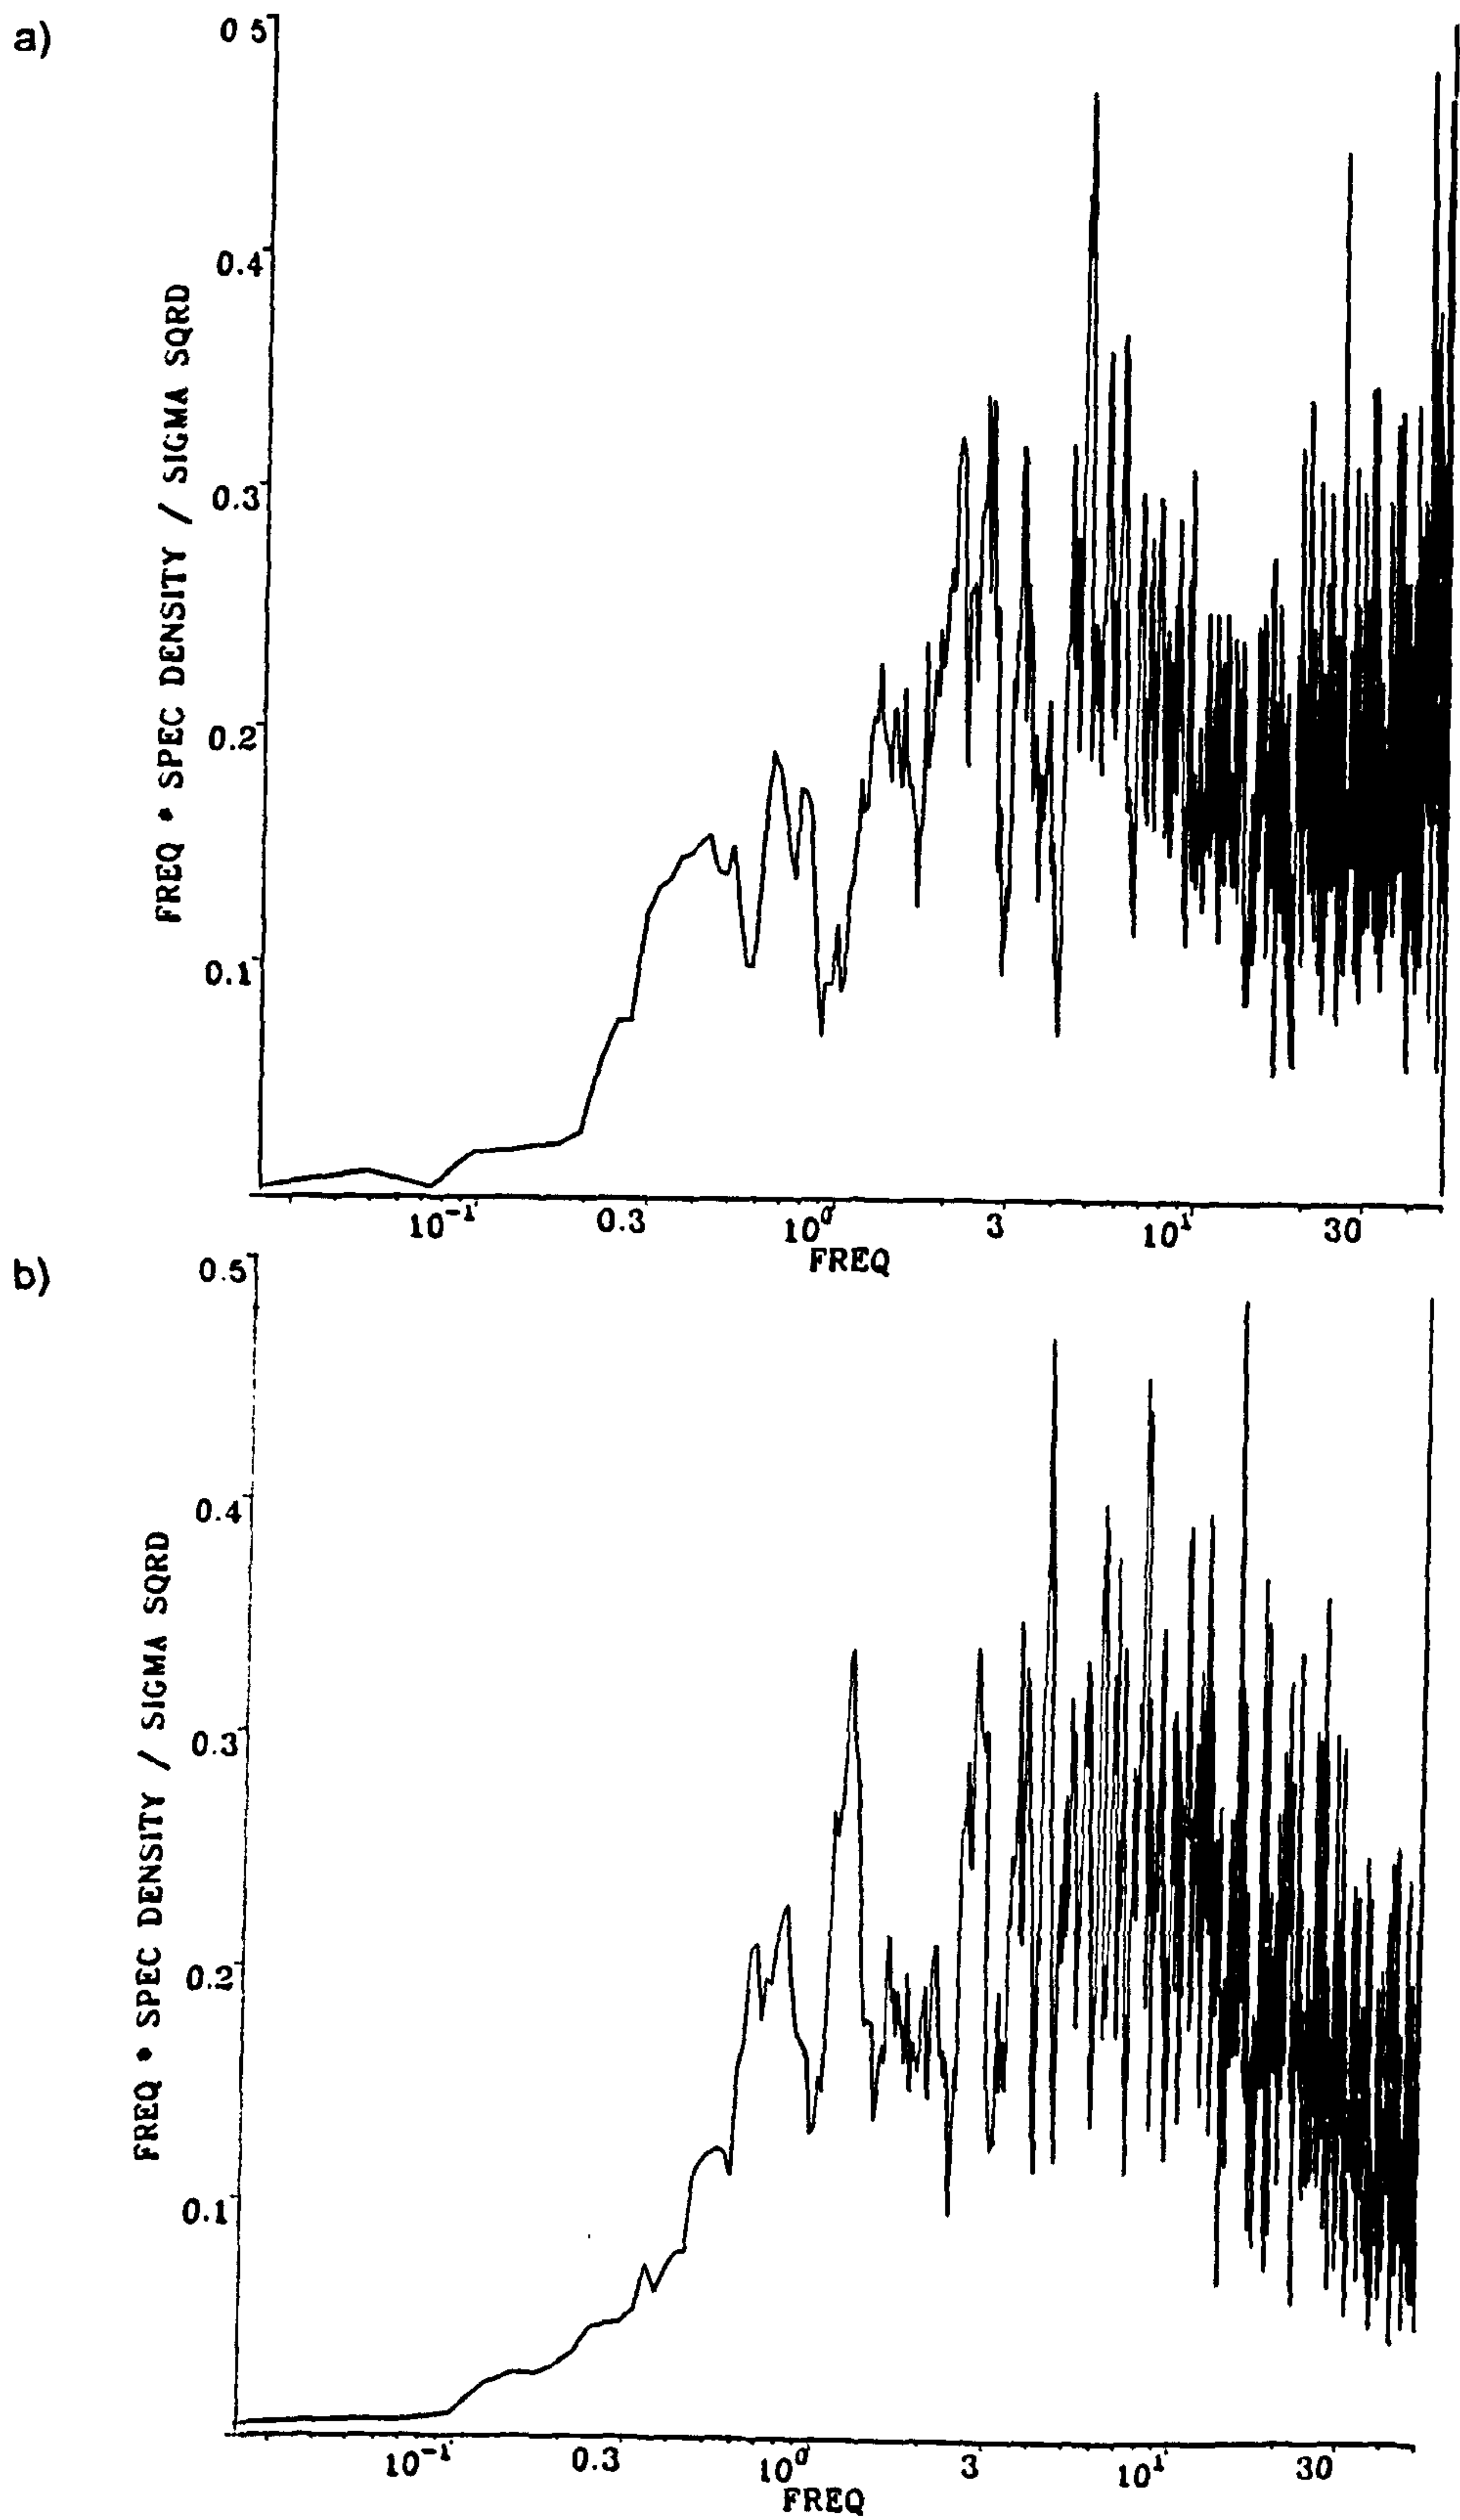 a)
0 5
0.4
0.3
0.2
0.1
FREQ • SPEC DENSITY / SIGMA SQRD
10⁻¹ 0.3 10⁰ 3 10¹ 30
FREQ
b)
0.5
0.4
0.3
0.2
0.1
FREQ • SPEC DENSITY / SIGMA SQRD
10⁻¹ 0.3 10⁰ 3 10¹ 30
FREQ